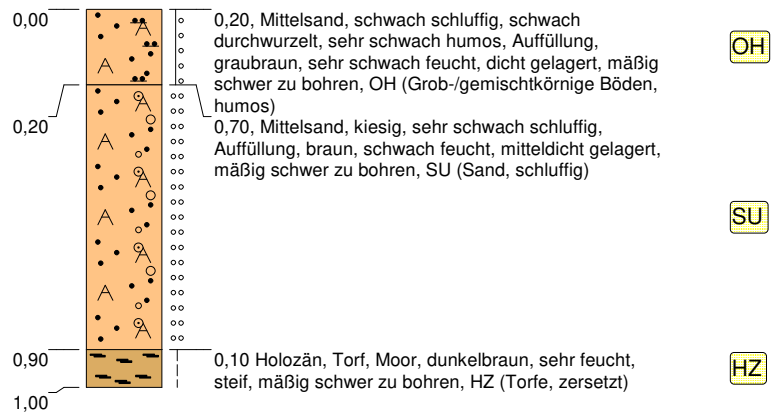 0,00
0,20, Mittelsand, schwach schluffig, schwach
durchwurzelt, sehr schwach humos, Auffüllung,
graubraun, sehr schwach feucht, dicht gelagert, mäßig
schwer zu bohren, OH (Grob-/gemischtkörnige Böden,
humos)
OH
0,20
0,70, Mittelsand, kiesig, sehr schwach schluffig,
Auffüllung, braun, schwach feucht, mitteldicht gelagert,
mäßig schwer zu bohren, SU (Sand, schluffig)
SU
0,90
0,10 Holozän, Torf, Moor, dunkelbraun, sehr feucht,
steif, mäßig schwer zu bohren, HZ (Torfe, zersetzt)
HZ
1,00